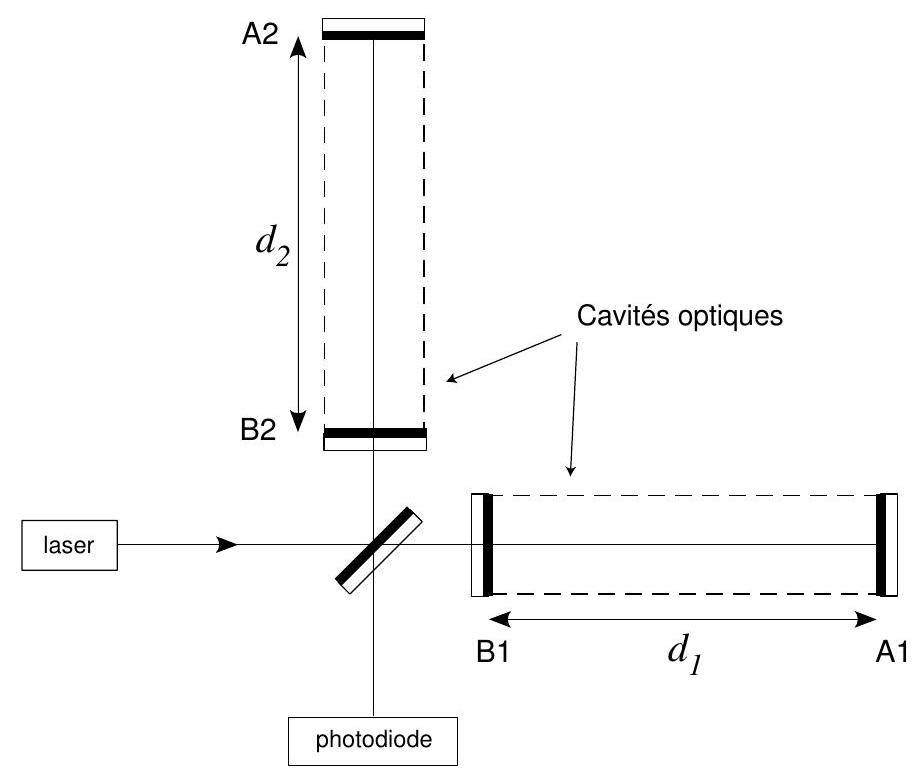 A2
d2
Cavités optiques
B2
laser
B1
d1
A1
photodiode